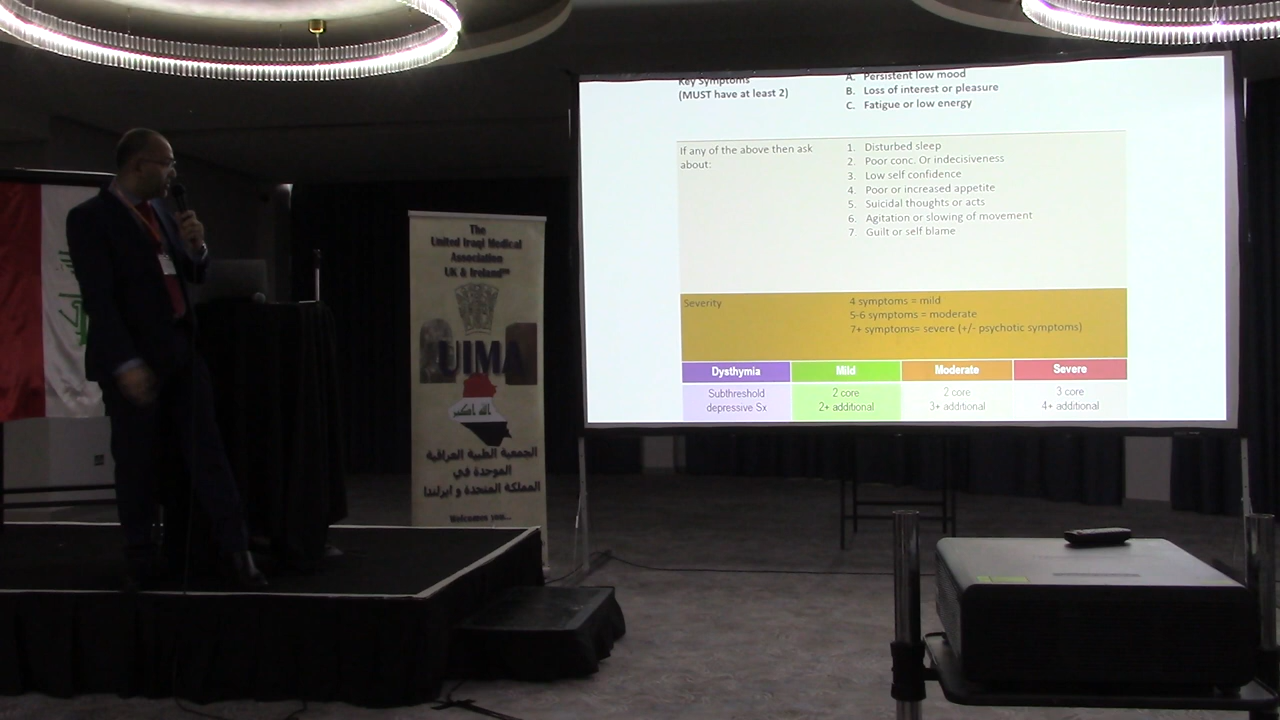 Key Symptoms
(MUST have at least 2)
A. Persistent low mood
B. Loss of interest or pleasure
C. Fatigue or low energy
If any of the above then ask
about:
1. Disturbed sleep
2. Poor conc. Or indecisiveness
3. Low self confidence
4. Poor or increased appetite
5. Suicidal thoughts or acts
6. Agitation or slowing of movement
7. Guilt or self blame
Severity
4 symptoms = mild
5-6 symptoms = moderate
7+ symptoms= severe (+/- psychotic symptoms)
Dysthymia Mild Moderate Severe
Subthreshold 2 core 2 core 3 core
depressive Sx 2+ additional 3+ additional 4+ additional
The
United Iraqi Medical
Association
UK & Ireland
UIMA
الله اكبر
الجمعية الطبية العراقية
الموحدة في
المملكة المتحدة و ايرلندا
Welcomes you...